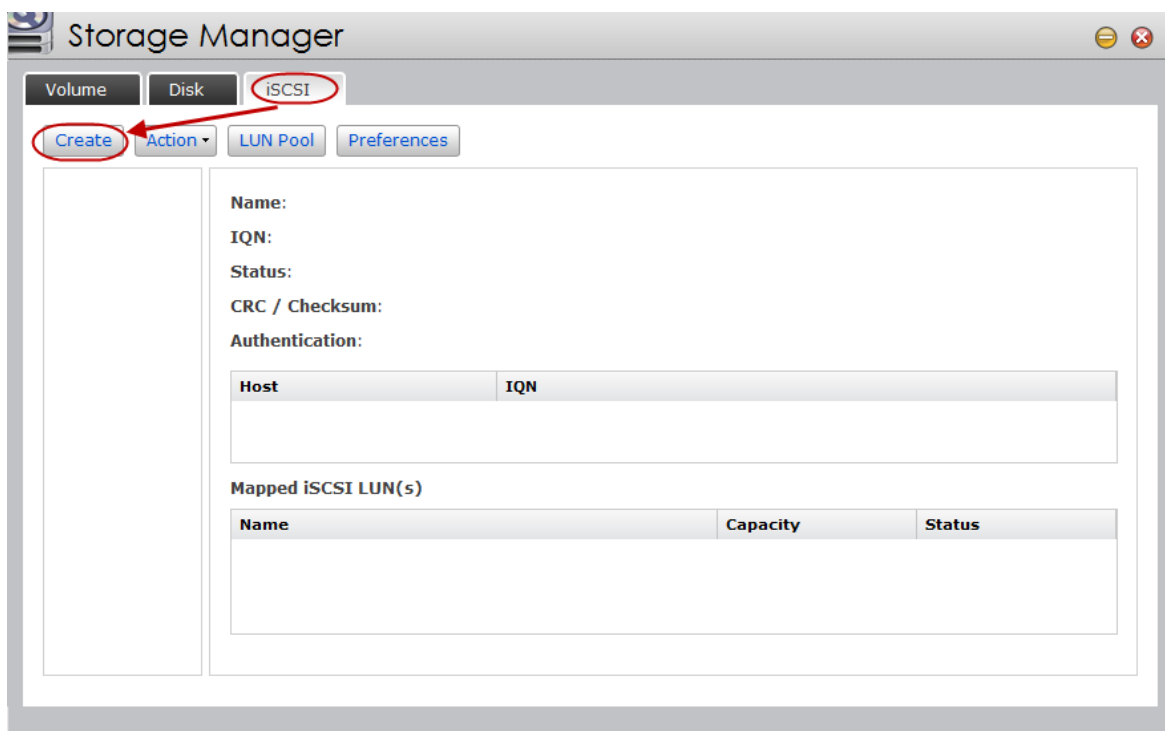 Storage Manager
Volume Disk iSCSI
Create Action LUN Pool Preferences
Name:
IQN:
Status:
CRC / Checksum:
Authentication:
Host IQN
Mapped iSCSI LUN(s)
Name Capacity Status